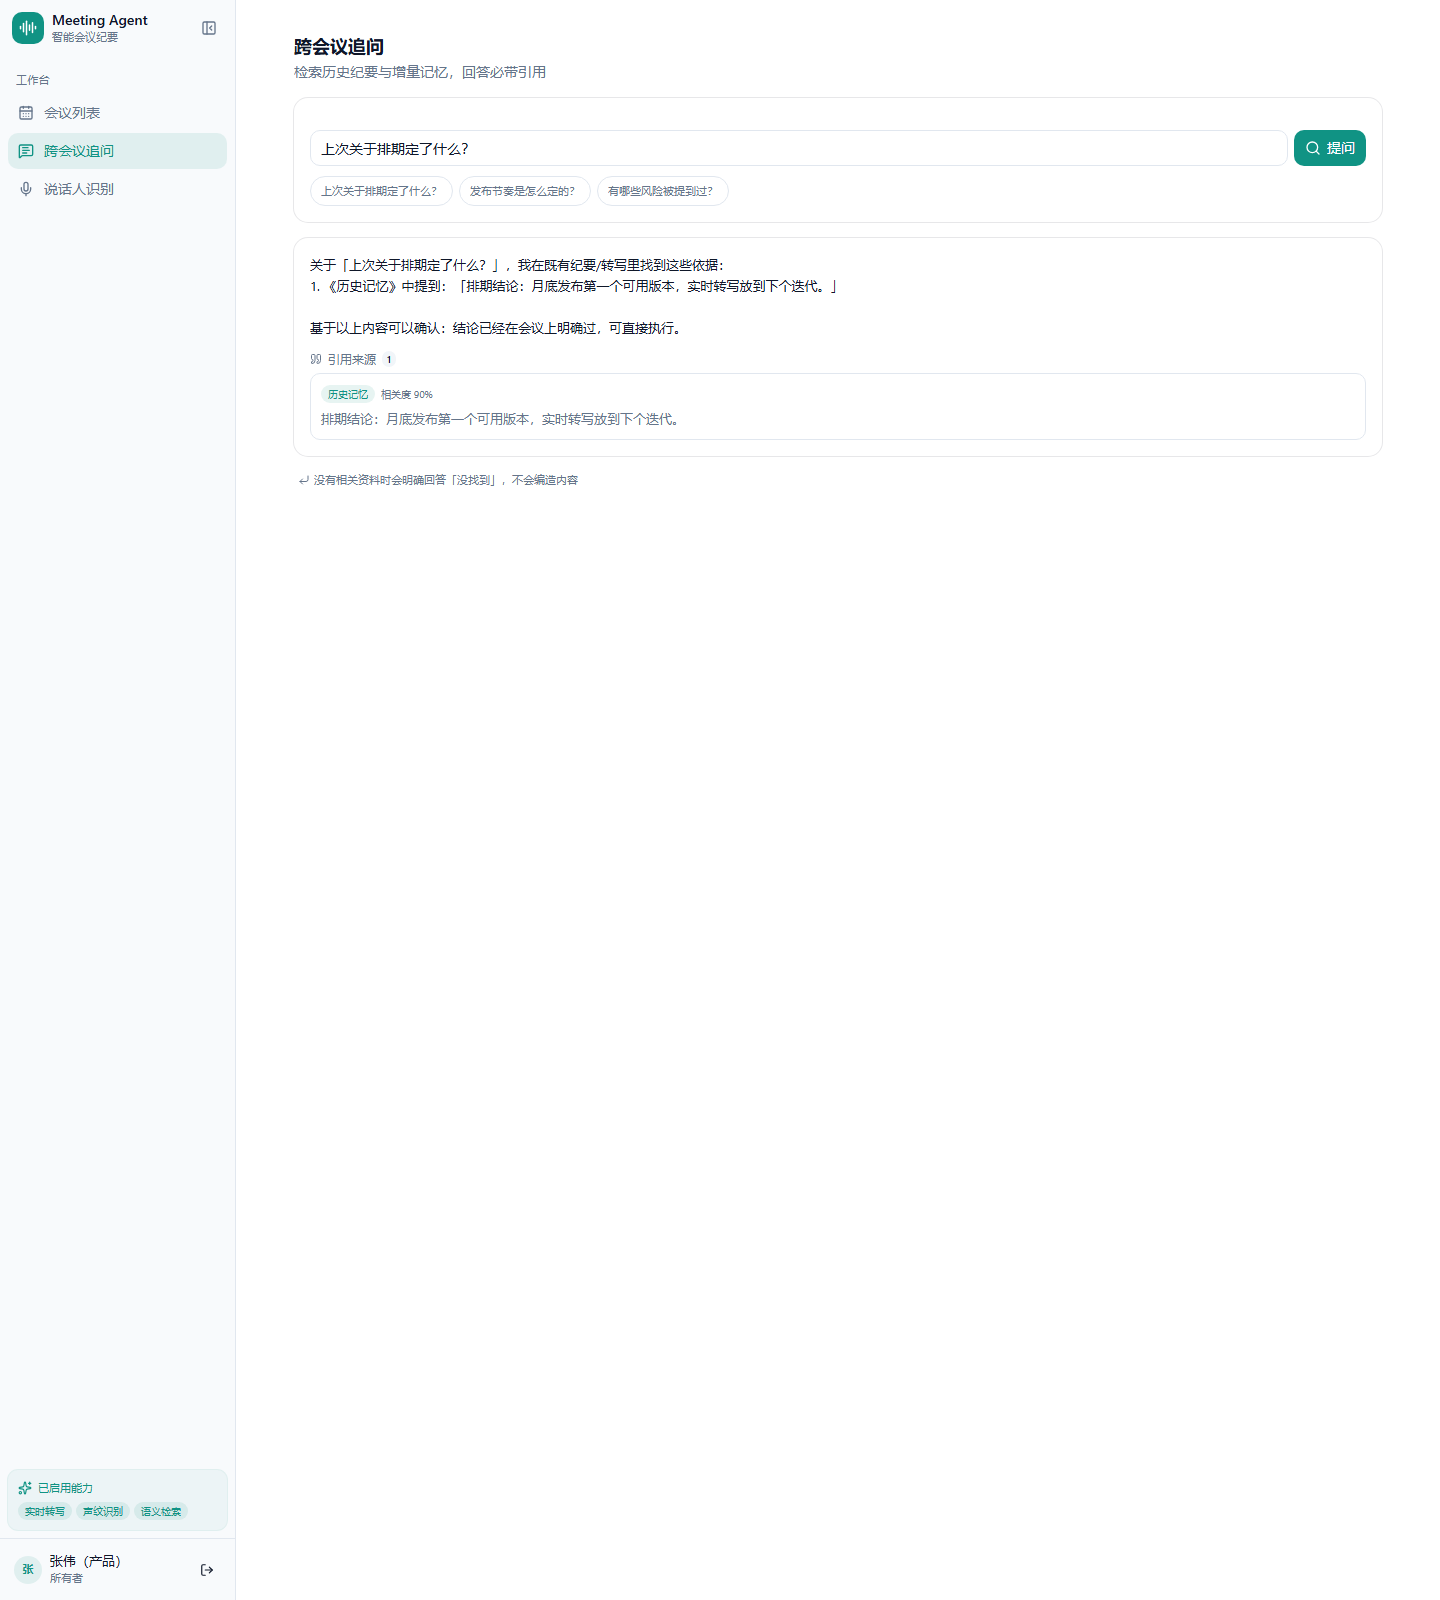 Meeting Agent
智能会议纪要
工作台
会议列表
跨会议追问
说话人识别
跨会议追问
检索历史纪要与增量记忆，回答必带引用
上次关于排期定了什么？
提问
上次关于排期定了什么？
发布节奏是怎么定的？
有哪些风险被提到过？
关于「上次关于排期定了什么？」，我在既有纪要/转写里找到这些依据：
1. 《历史记忆》中提到：「排期结论：月底发布第一个可用版本，实时转写放到下个迭代。」
基于以上内容可以确认：结论已经在会议上明确过，可直接执行。
引用来源 1
历史记忆 相关度 90%
排期结论：月底发布第一个可用版本，实时转写放到下个迭代。
没有相关资料时会明确回答「没找到」，不会编造内容
已启用能力
实时转写 声纹识别 语义检索
张
张伟（产品）
所有者